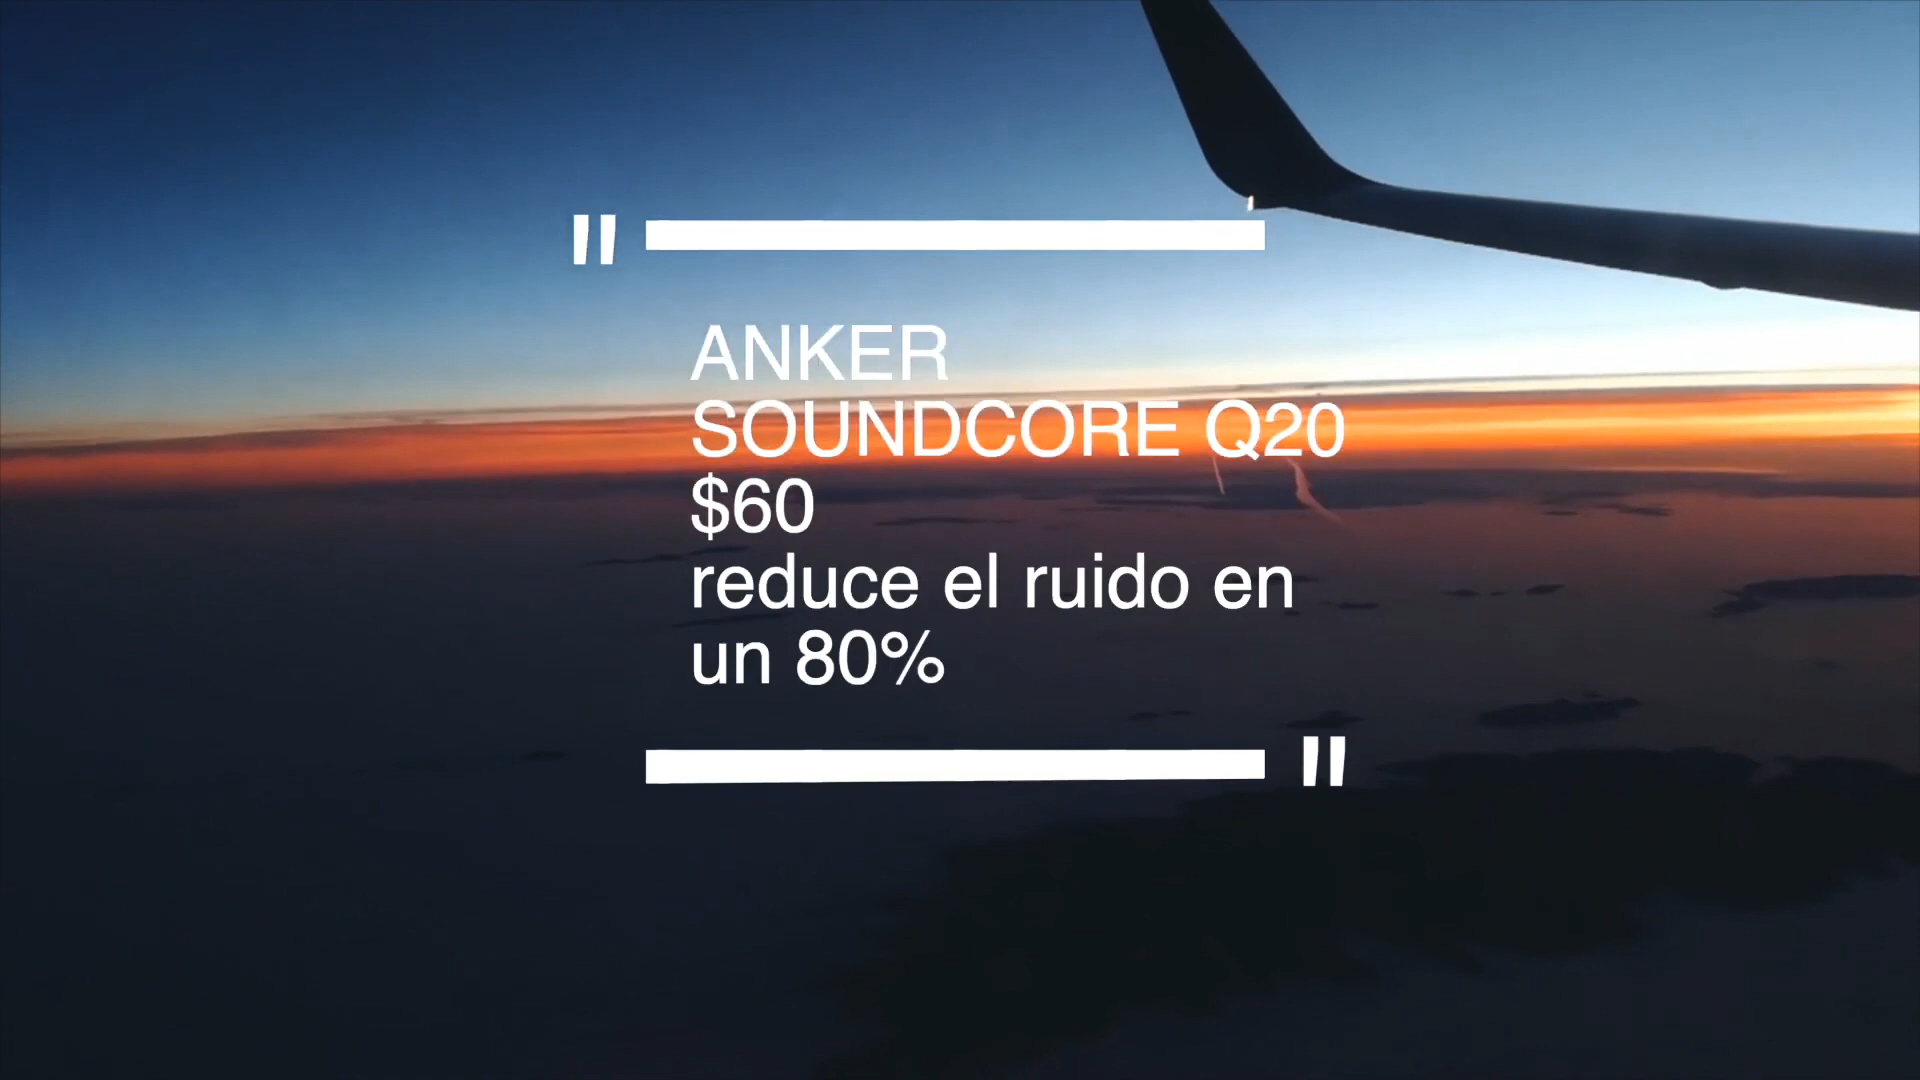 "
ANKER
SOUNDCORE Q20
$60
reduce el ruido en
un 80%
"